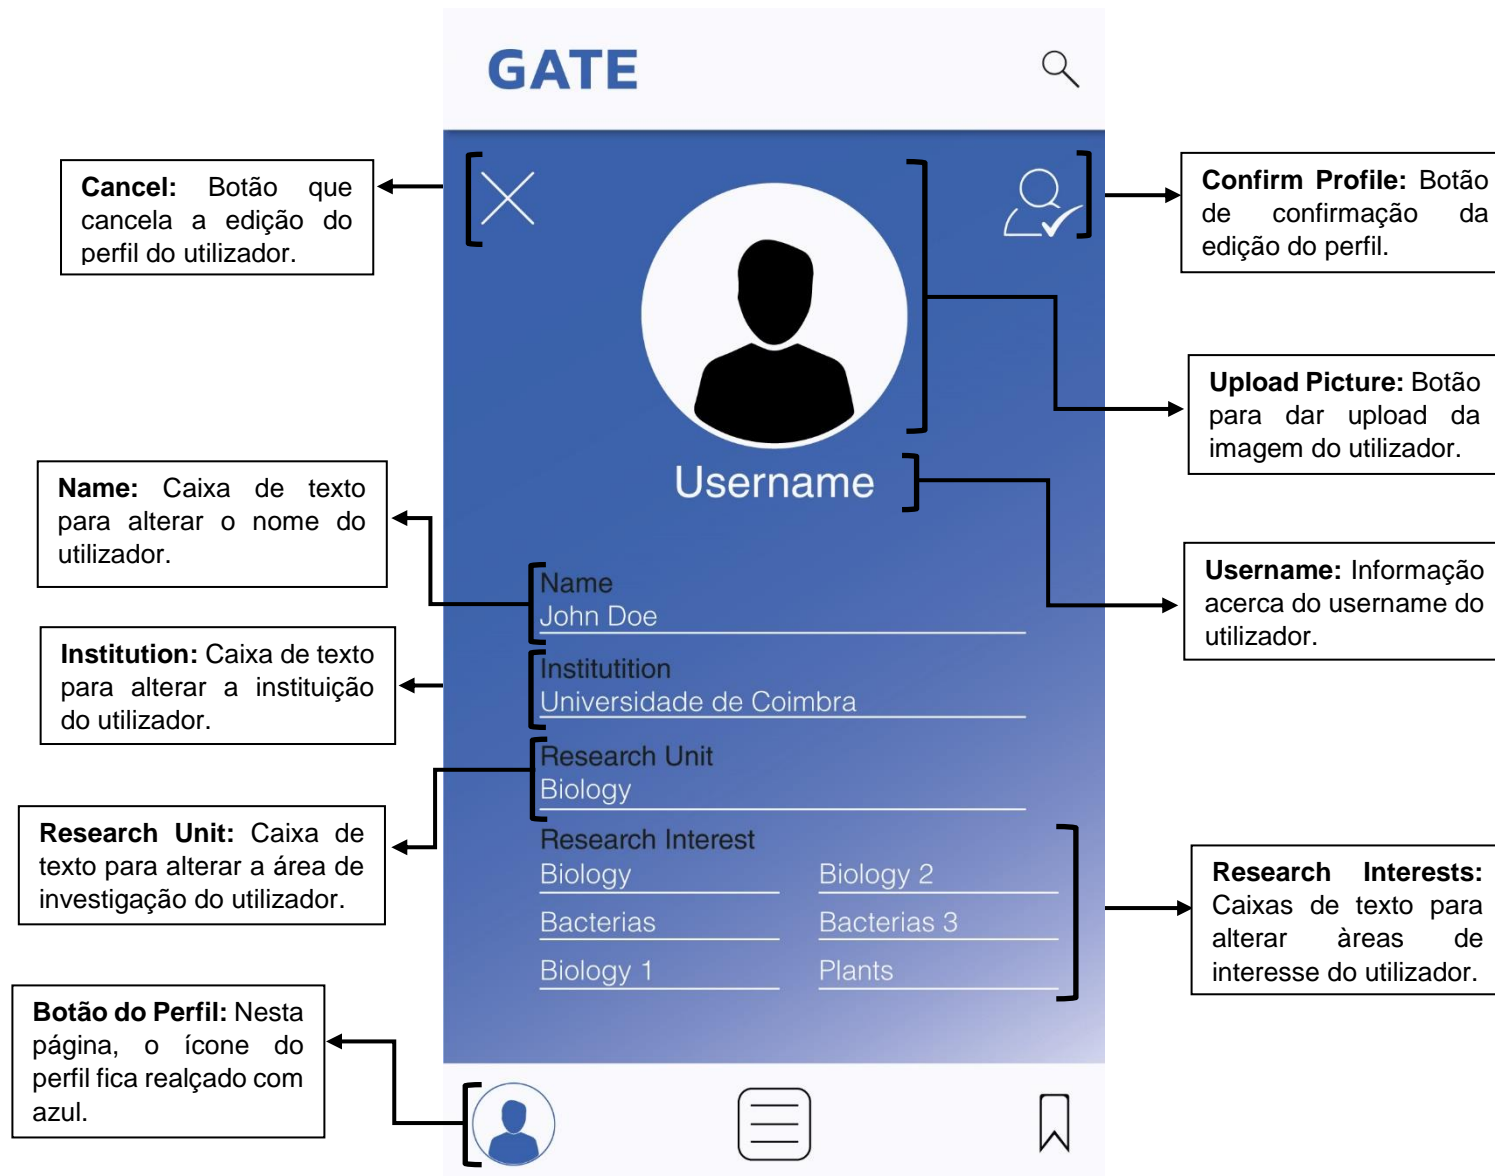 GATE
Cancel: Botão que
cancela a edição do
perfil do utilizador.
Confirm Profile: Botão
de confirmação da
edição do perfil.
Upload Picture: Botão
para dar upload da
imagem do utilizador.
Username
Name: Caixa de texto
para alterar o nome do
utilizador.
Username: Informação
acerca do username do
utilizador.
Name
John Doe
Institution: Caixa de texto
para alterar a instituição
do utilizador.
Institutition
Universidade de Coimbra
Research Unit
Biology
Research Unit: Caixa de
texto para alterar a área de
investigação do utilizador.
Research Interest
Biology
Biology 2
Bacterias
Bacterias 3
Biology 1
Plants
Research Interests:
Caixas de texto para
alterar àreas de
interesse do utilizador.
Botão do Perfil: Nesta
página, o ícone do
perfil fica realçado com
azul.